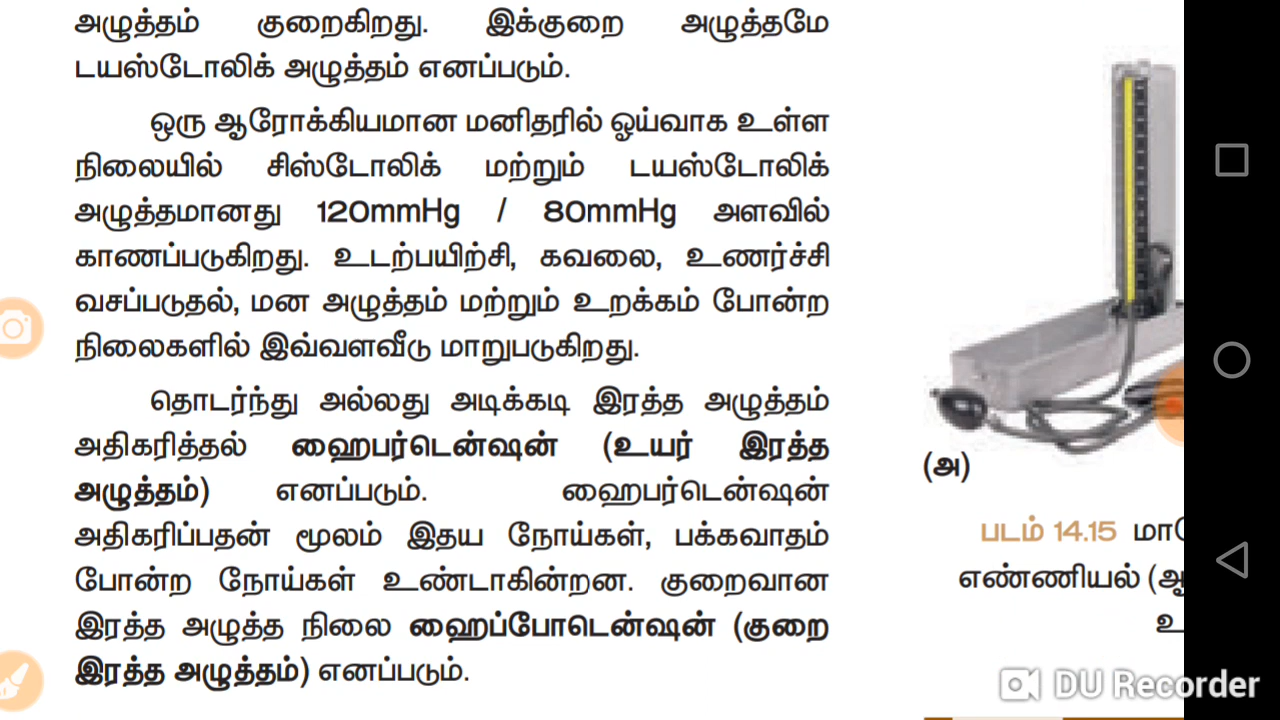 அழுத்தம் குறைகிறது. இக்குறை அழுத்தமே
டயஸ்டோலிக் அழுத்தம் எனப்படும்.
ஒரு ஆரோக்கியமான மனிதரில் ஓய்வாக உள்ள
நிலையில் சிஸ்டோலிக் மற்றும் டயஸ்டோலிக்
அழுத்தமானது 120mmHg / 80mmHg அளவில்
காணப்படுகிறது. உடற்பயிற்சி, கவலை, உணர்ச்சி
வசப்படுதல், மன அழுத்தம் மற்றும் உறக்கம் போன்ற
நிலைகளில் இவ்வளவீடு மாறுபடுகிறது.
தொடர்ந்து அல்லது அடிக்கடி இரத்த அழுத்தம்
அதிகரித்தல் ஹைபர்டென்ஷன் (உயர் இரத்த
அழுத்தம்) எனப்படும். ஹைபர்டென்ஷன்
அதிகரிப்பதன் மூலம் இதய நோய்கள், பக்கவாதம்
போன்ற நோய்கள் உண்டாகின்றன. குறைவான
இரத்த அழுத்த நிலை ஹைப்போடென்ஷன் (குறை
இரத்த அழுத்தம்) எனப்படும்.
(அ)
படம் 14.15
எண்ணியல்
DU Recorder